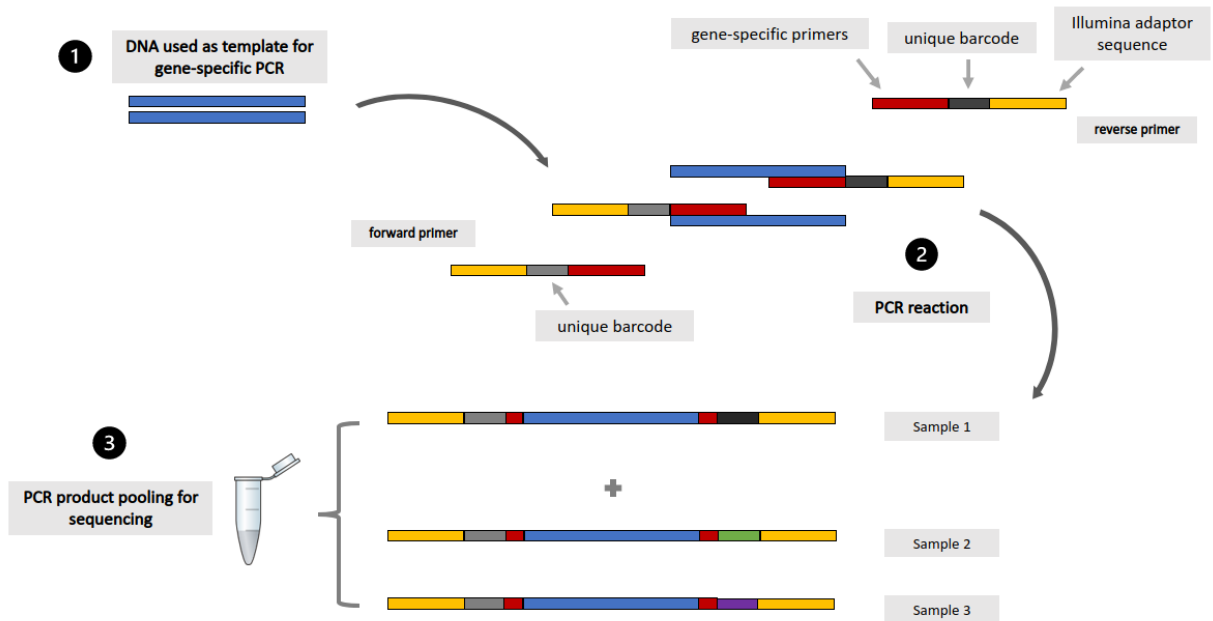 1
DNA used as template for
gene-specific PCR
gene-specific primers
unique barcode
Illumina adaptor
sequence
reverse primer
forward primer
unique barcode
2
PCR reaction
3
PCR product pooling for
sequencing
Sample 1
+
Sample 2
Sample 3